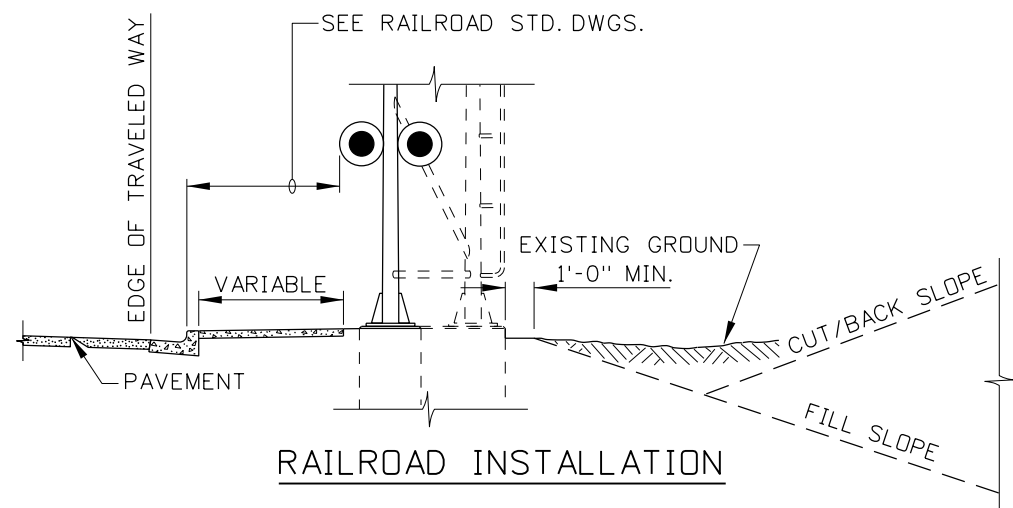 SEE RAILROAD STD. DWGS.
EDGE OF TRAVELED WAY
EXISTING GROUND
1'-0" MIN.
VARIABLE
CUT/BACK SLOPE
PAVEMENT
FILL SLOPE
RAILROAD INSTALLATION